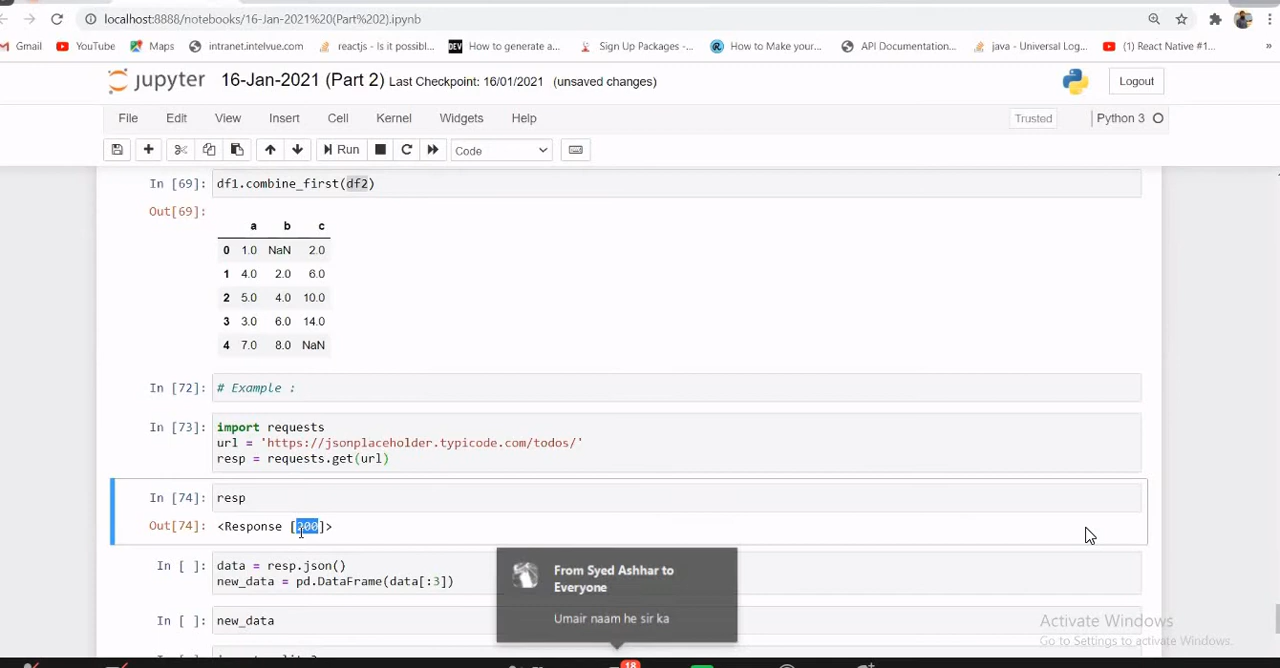 localhost:8888/notebooks/16-Jan-2021%20(Part%202).ipynb
Gmail YouTube Maps intranet.intelvue.com reactjs - Is it possibl... DEV How to generate a... Sign Up Packages -... How to Make your... API Documentation... java - Universal Log... (1) React Native #1... »
jupyter 16-Jan-2021 (Part 2) Last Checkpoint: 16/01/2021 (unsaved changes) Logout
File Edit View Insert Cell Kernel Widgets Help Trusted Python 3
Run Code
In [69]: df1.combine_first(df2)
Out[69]:
a b c
0 1.0 NaN 2.0
1 4.0 2.0 6.0
2 5.0 4.0 10.0
3 3.0 6.0 14.0
4 7.0 8.0 NaN
In [72]: # Example :
In [73]: import requests
url = 'https://jsonplaceholder.typicode.com/todos/'
resp = requests.get(url)
In [74]: resp
Out[74]: <Response [200]>
In [ ]: data = resp.json()
new_data = pd.DataFrame(data[:3])
In [ ]: new_data
From Syed Ashhar to
Everyone
Umair naam he sir ka
Activate Windows
Go to Settings to activate Windows.
18